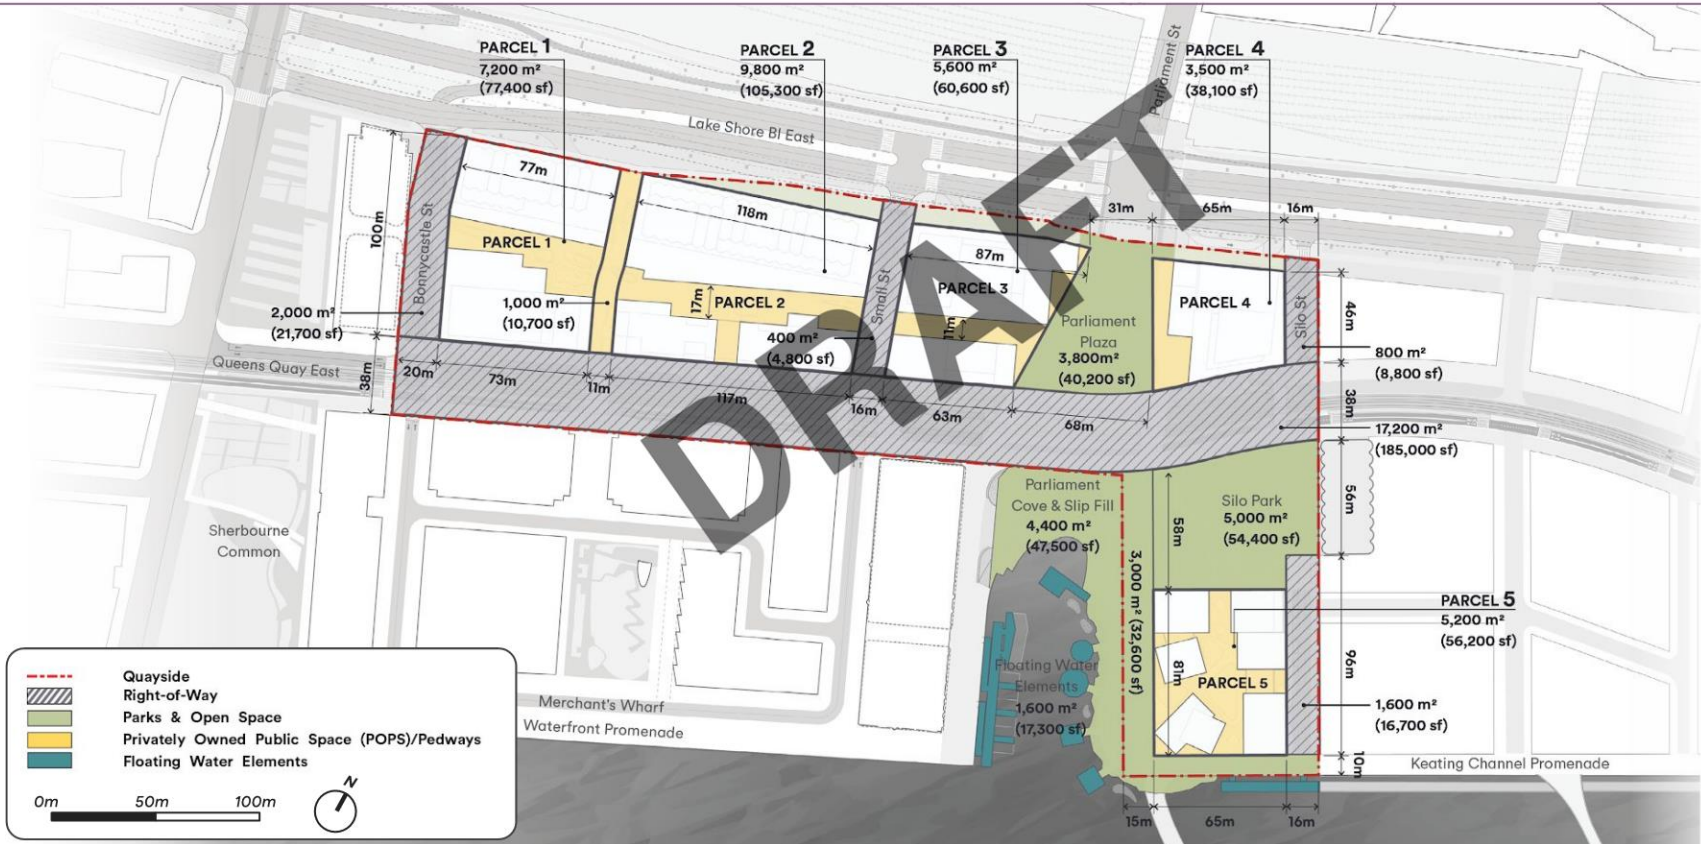 PARCEL 1
7,200 m²
(77,400 sf)
PARCEL 2
9,800 m²
(105,300 sf)
PARCEL 3
5,600 m²
(60,600 sf)
PARCEL 4
3,500 m²
(38,100 sf)
Parliament St
Lake Shore Bl East
DRAFT
77m
118m
87m
31m
65m
16m
100m
Bonnycastle St
PARCEL 1
PARCEL 2
17m
Small St
PARCEL 3
11m
PARCEL 4
Silo St
46m
2,000 m²
(21,700 sf)
1,000 m²
(10,700 sf)
400 m²
(4,800 sf)
Parliament
Plaza
3,800m²
(40,200 sf)
800 m²
(8,800 sf)
Queens Quay East
38m
20m
73m
11m
117m
16m
63m
68m
38m
17,200 m²
(185,000 sf)
Sherbourne
Common
Parliament
Cove & Slip Fill
4,400 m²
(47,500 sf)
Silo Park
5,000 m²
(54,400 sf)
58m
56m
3,000 m² (32,600 sf)
PARCEL 5
5,200 m²
(56,200 sf)
Floating Water
Elements
1,600 m²
(17,300 sf)
81m
PARCEL 5
96m
1,600 m²
(16,700 sf)
10m
Merchant's Wharf
Waterfront Promenade
Keating Channel Promenade
15m
65m
16m
Quayside
Right-of-Way
Parks & Open Space
Privately Owned Public Space (POPS)/Pedways
Floating Water Elements
0m
50m
100m
N